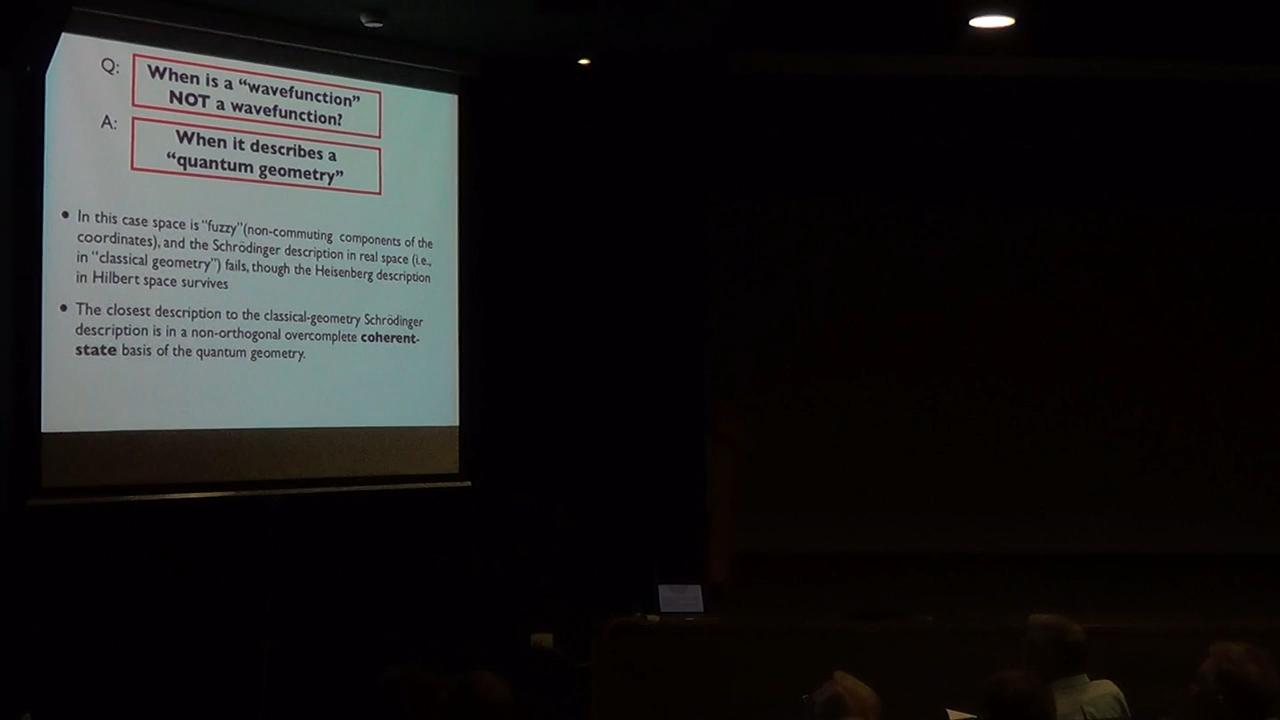 Q:
When is a “wavefunction”
NOT a wavefunction?
A:
When it describes a
“quantum geometry”
• In this case space is “fuzzy”(non-commuting components of the
coordinates), and the Schrödinger description in real space (i.e.,
in “classical geometry”) fails, though the Heisenberg description
in Hilbert space survives
• The closest description to the classical-geometry Schrödinger
description is in a non-orthogonal overcomplete coherent-
state basis of the quantum geometry.